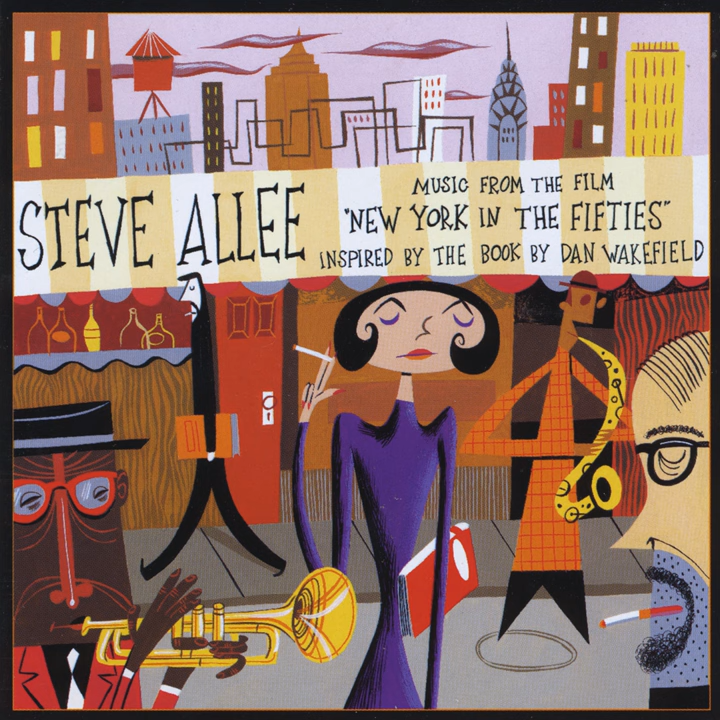 STEVE ALLEE
MUSIC FROM THE FILM
"NEW YORK IN THE FIFTIES"
INSPIRED BY THE BOOK BY DAN WAKEFIELD